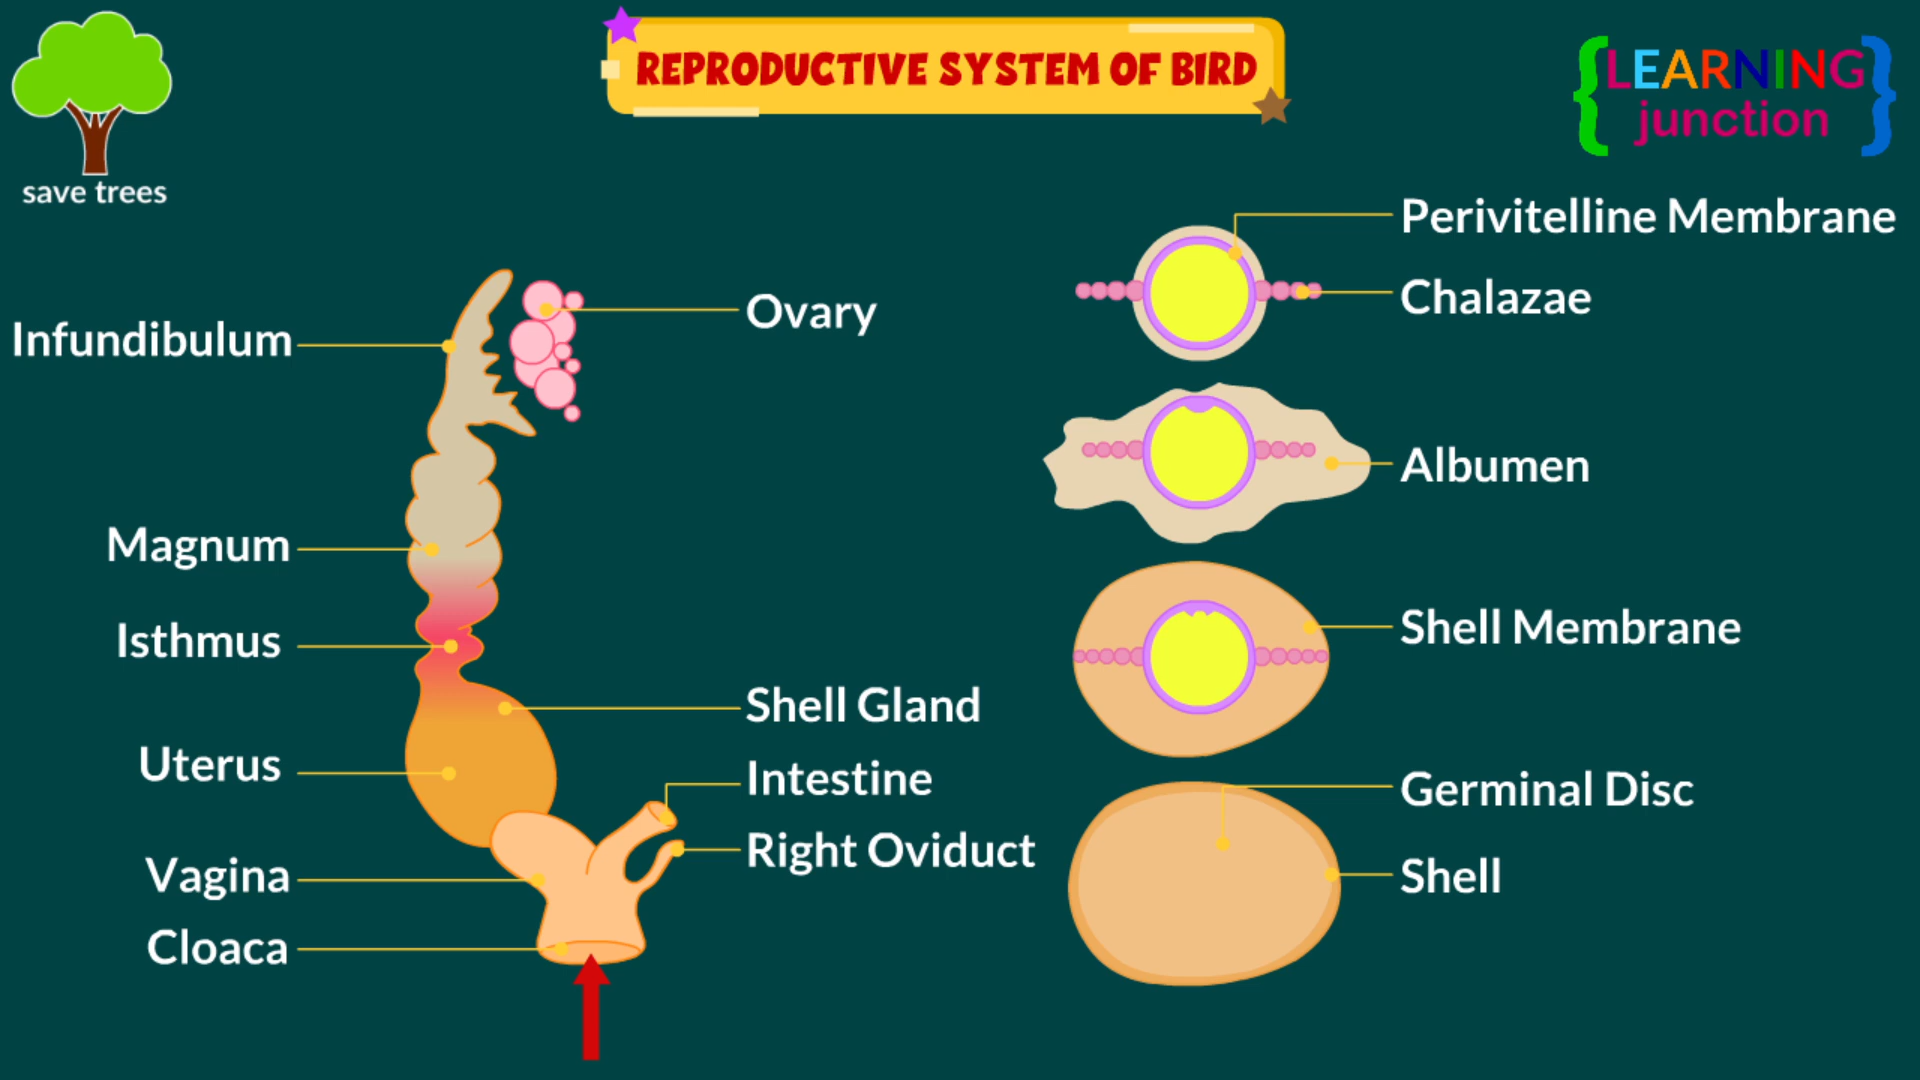 REPRODUCTIVE SYSTEM OF BIRD
LEARNING
junction
save trees
Infundibulum
Magnum
Isthmus
Uterus
Vagina
Cloaca
Ovary
Shell Gland
Intestine
Right Oviduct
Perivitelline Membrane
Chalazae
Albumen
Shell Membrane
Germinal Disc
Shell